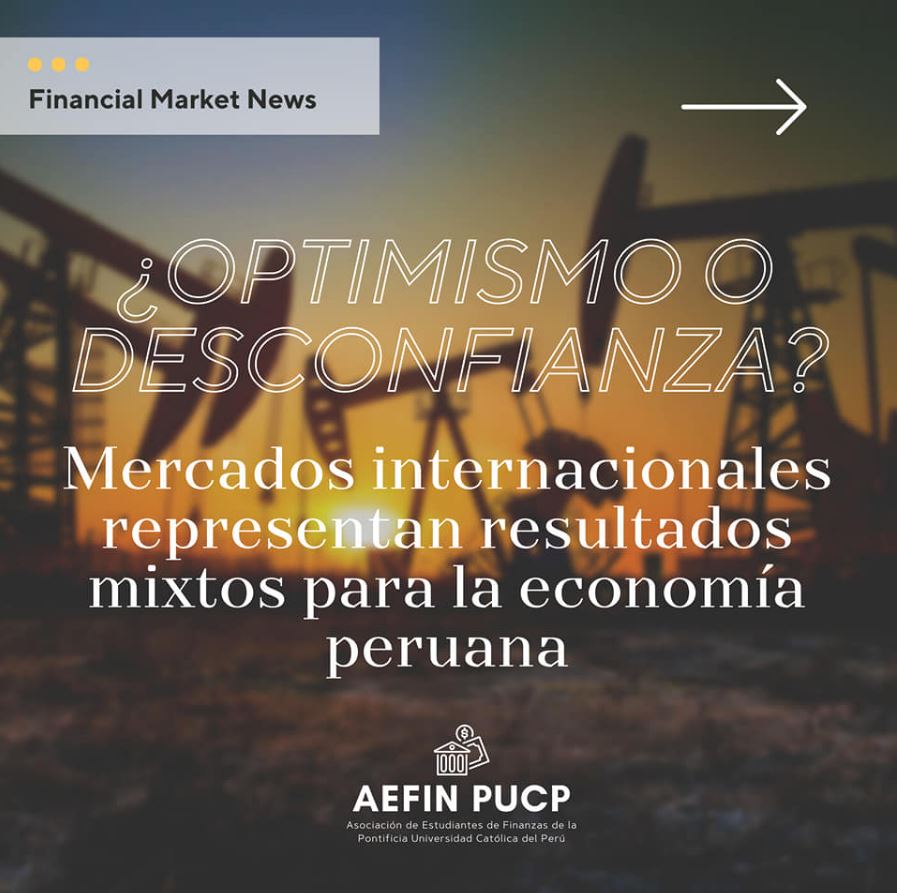 Financial Market News
¿OPTIMISMO O
DESCONFIANZA?
Mercados internacionales
representan resultados
mixtos para la economía
peruana
AEFIN PUCP
Asociación de Estudiantes de Finanzas de la
Pontificia Universidad Católica del Perú